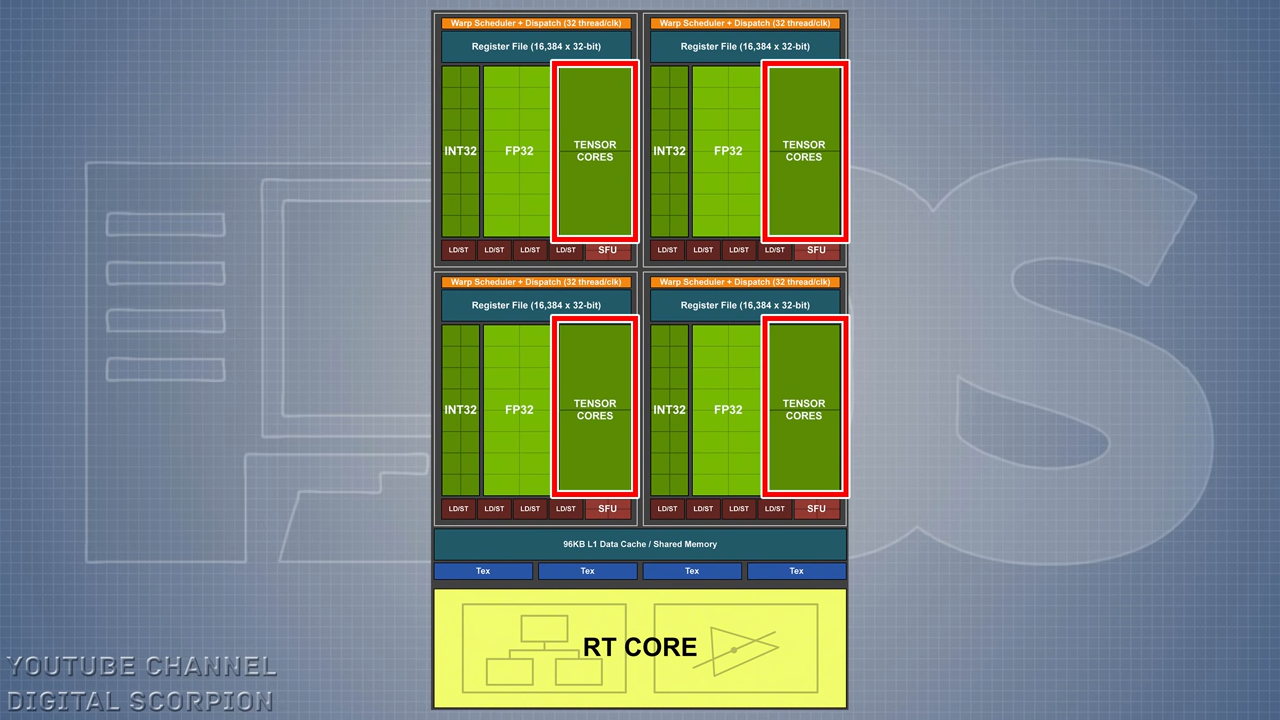 Warp Scheduler + Dispatch (32 thread/clk)
Warp Scheduler + Dispatch (32 thread/clk)
Register File (16,384 x 32-bit)
Register File (16,384 x 32-bit)
INT32
FP32
TENSOR
CORES
INT32
FP32
TENSOR
CORES
LD/ST
LD/ST
LD/ST
LD/ST
SFU
LD/ST
LD/ST
LD/ST
LD/ST
SFU
Warp Scheduler + Dispatch (32 thread/clk)
Warp Scheduler + Dispatch (32 thread/clk)
Register File (16,384 x 32-bit)
Register File (16,384 x 32-bit)
INT32
FP32
TENSOR
CORES
INT32
FP32
TENSOR
CORES
LD/ST
LD/ST
LD/ST
LD/ST
SFU
LD/ST
LD/ST
LD/ST
LD/ST
SFU
96KB L1 Data Cache / Shared Memory
Tex
Tex
Tex
Tex
RT CORE
YOUTUBE CHANNEL
DIGITAL SCORPION